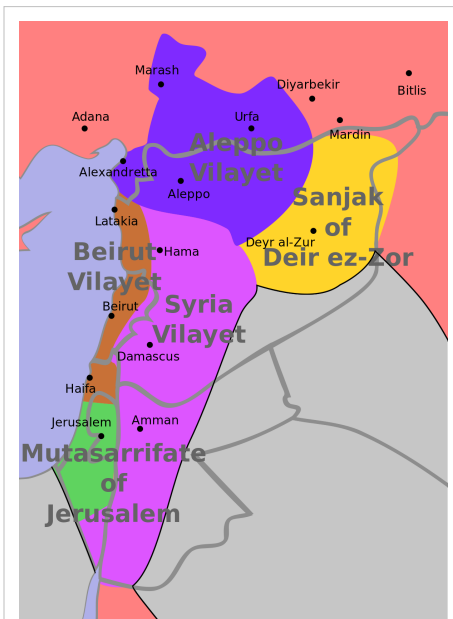 Marash
Diyarbekir
Bitlis
Adana
Urfa
Mardin
Aleppo
Vilayet
Alexandretta
Aleppo
Sanjak
of
Deir ez-Zor
Latakia
Deyr al-Zur
Beirut
Vilayet
Hama
Beirut
Syria
Vilayet
Damascus
Haifa
Jerusalem
Amman
Mutasarrifate
of
Jerusalem